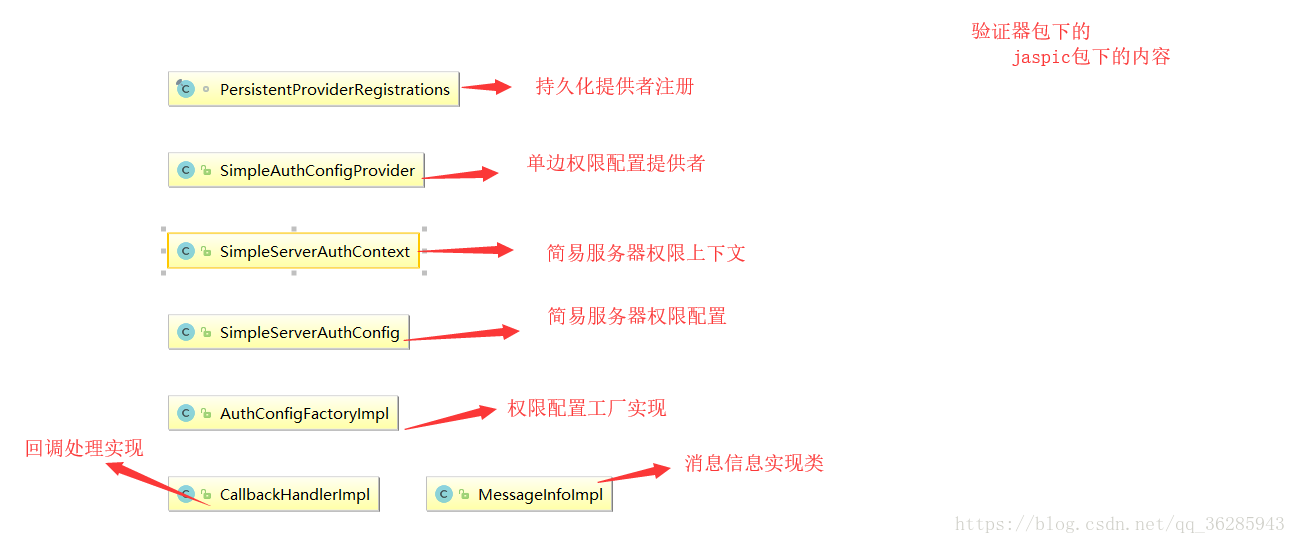 验证器包下的
jaspic包下的内容
PersistentProviderRegistrations
持久化提供者注册
SimpleAuthConfigProvider
单边权限配置提供者
SimpleServerAuthContext
简易服务器权限上下文
SimpleServerAuthConfig
简易服务器权限配置
AuthConfigFactoryImpl
权限配置工厂实现
回调处理实现
CallbackHandlerImpl
MessageInfoImpl
消息信息实现类
https://blog.csdn.net/qq_36285943